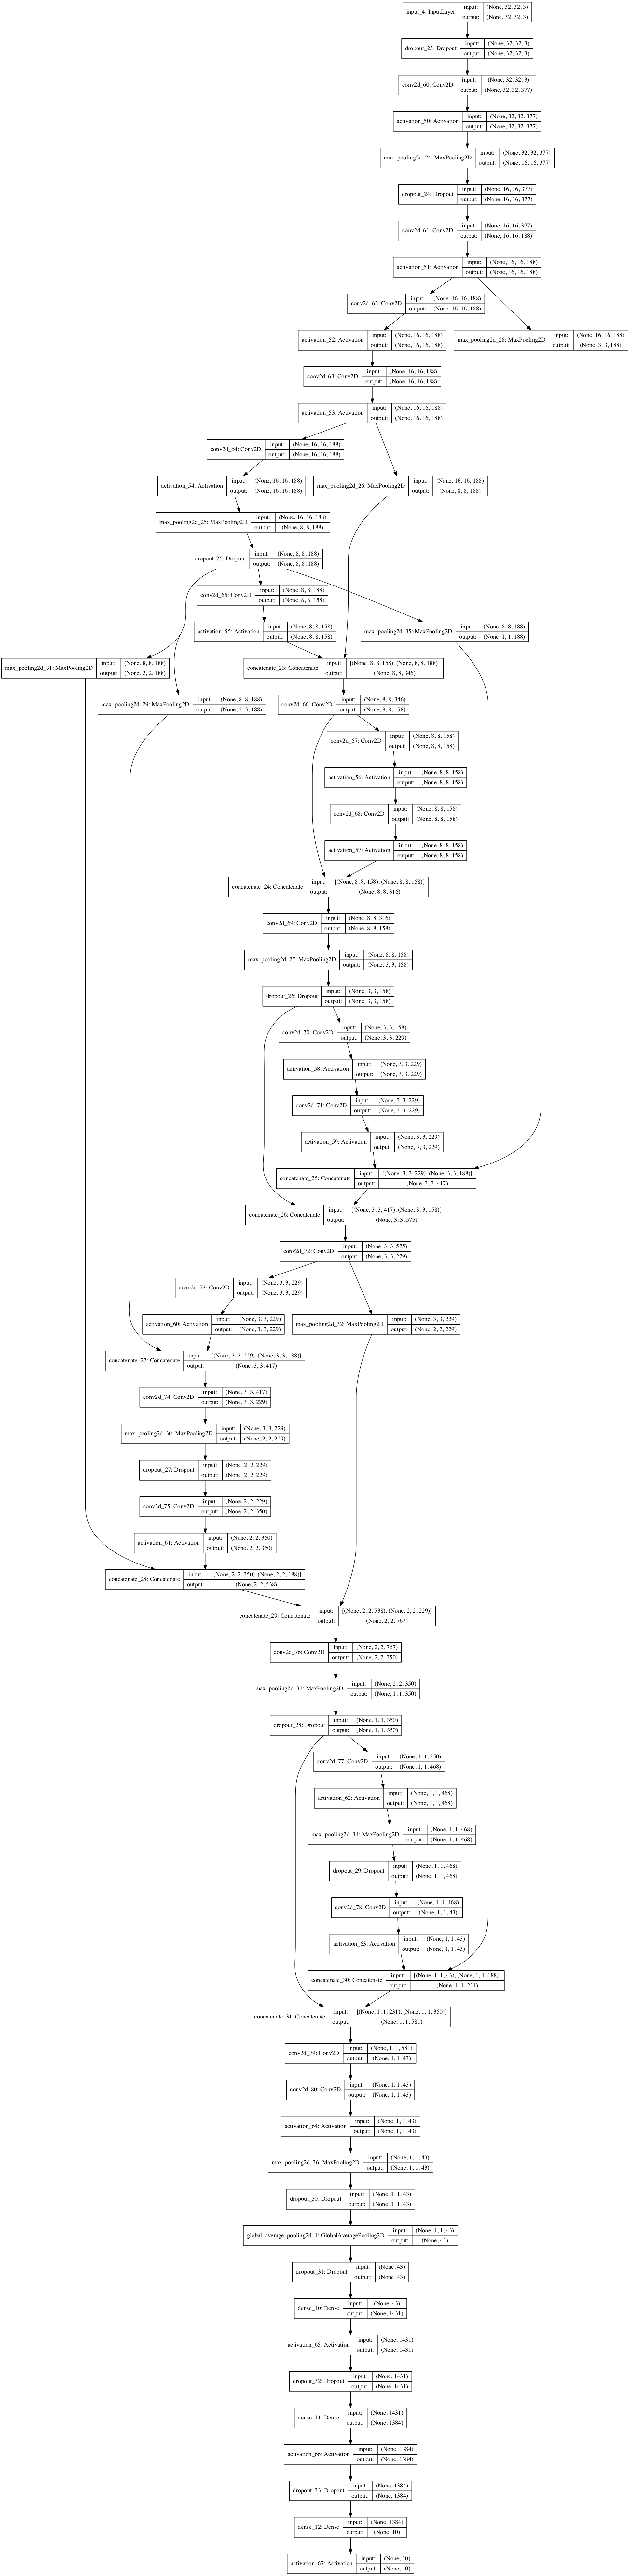 input_4: InputLayer
input: (None, 32, 32, 3)
output: (None, 32, 32, 3)
dropout_23: Dropout
input: (None, 32, 32, 3)
output: (None, 32, 32, 3)
conv2d_60: Conv2D
input: (None, 32, 32, 3)
output: (None, 32, 32, 377)
activation_50: Activation
input: (None, 32, 32, 377)
output: (None, 32, 32, 377)
max_pooling2d_24: MaxPooling2D
input: (None, 32, 32, 377)
output: (None, 16, 16, 377)
dropout_24: Dropout
input: (None, 16, 16, 377)
output: (None, 16, 16, 377)
conv2d_61: Conv2D
input: (None, 16, 16, 377)
output: (None, 16, 16, 188)
activation_51: Activation
input: (None, 16, 16, 188)
output: (None, 16, 16, 188)
conv2d_62: Conv2D
input: (None, 16, 16, 188)
output: (None, 16, 16, 188)
activation_52: Activation
input: (None, 16, 16, 188)
output: (None, 16, 16, 188)
max_pooling2d_28: MaxPooling2D
input: (None, 16, 16, 188)
output: (None, 3, 3, 188)
conv2d_63: Conv2D
input: (None, 16, 16, 188)
output: (None, 16, 16, 188)
activation_53: Activation
input: (None, 16, 16, 188)
output: (None, 16, 16, 188)
conv2d_64: Conv2D
input: (None, 16, 16, 188)
output: (None, 16, 16, 188)
activation_54: Activation
input: (None, 16, 16, 188)
output: (None, 16, 16, 188)
max_pooling2d_26: MaxPooling2D
input: (None, 16, 16, 188)
output: (None, 8, 8, 188)
max_pooling2d_25: MaxPooling2D
input: (None, 16, 16, 188)
output: (None, 8, 8, 188)
dropout_25: Dropout
input: (None, 8, 8, 188)
output: (None, 8, 8, 188)
conv2d_65: Conv2D
input: (None, 8, 8, 188)
output: (None, 8, 8, 158)
activation_55: Activation
input: (None, 8, 8, 158)
output: (None, 8, 8, 158)
max_pooling2d_35: MaxPooling2D
input: (None, 8, 8, 188)
output: (None, 1, 1, 188)
max_pooling2d_31: MaxPooling2D
input: (None, 8, 8, 188)
output: (None, 2, 2, 188)
concatenate_23: Concatenate
input: [(None, 8, 8, 158), (None, 8, 8, 188)]
output: (None, 8, 8, 346)
max_pooling2d_29: MaxPooling2D
input: (None, 8, 8, 188)
output: (None, 3, 3, 188)
conv2d_66: Conv2D
input: (None, 8, 8, 346)
output: (None, 8, 8, 158)
conv2d_67: Conv2D
input: (None, 8, 8, 158)
output: (None, 8, 8, 158)
activation_56: Activation
input: (None, 8, 8, 158)
output: (None, 8, 8, 158)
conv2d_68: Conv2D
input: (None, 8, 8, 158)
output: (None, 8, 8, 158)
activation_57: Activation
input: (None, 8, 8, 158)
output: (None, 8, 8, 158)
concatenate_24: Concatenate
input: [(None, 8, 8, 158), (None, 8, 8, 158)]
output: (None, 8, 8, 316)
conv2d_69: Conv2D
input: (None, 8, 8, 316)
output: (None, 8, 8, 158)
max_pooling2d_27: MaxPooling2D
input: (None, 8, 8, 158)
output: (None, 3, 3, 158)
dropout_26: Dropout
input: (None, 3, 3, 158)
output: (None, 3, 3, 158)
conv2d_70: Conv2D
input: (None, 3, 3, 158)
output: (None, 3, 3, 229)
activation_58: Activation
input: (None, 3, 3, 229)
output: (None, 3, 3, 229)
conv2d_71: Conv2D
input: (None, 3, 3, 229)
output: (None, 3, 3, 229)
activation_59: Activation
input: (None, 3, 3, 229)
output: (None, 3, 3, 229)
concatenate_25: Concatenate
input: [(None, 3, 3, 229), (None, 3, 3, 188)]
output: (None, 3, 3, 417)
concatenate_26: Concatenate
input: [(None, 3, 3, 417), (None, 3, 3, 158)]
output: (None, 3, 3, 575)
conv2d_72: Conv2D
input: (None, 3, 3, 575)
output: (None, 3, 3, 229)
conv2d_73: Conv2D
input: (None, 3, 3, 229)
output: (None, 3, 3, 229)
activation_60: Activation
input: (None, 3, 3, 229)
output: (None, 3, 3, 229)
max_pooling2d_32: MaxPooling2D
input: (None, 3, 3, 229)
output: (None, 2, 2, 229)
concatenate_27: Concatenate
input: [(None, 3, 3, 229), (None, 3, 3, 188)]
output: (None, 3, 3, 417)
conv2d_74: Conv2D
input: (None, 3, 3, 417)
output: (None, 3, 3, 229)
max_pooling2d_30: MaxPooling2D
input: (None, 3, 3, 229)
output: (None, 2, 2, 229)
dropout_27: Dropout
input: (None, 2, 2, 229)
output: (None, 2, 2, 229)
conv2d_75: Conv2D
input: (None, 2, 2, 229)
output: (None, 2, 2, 350)
activation_61: Activation
input: (None, 2, 2, 350)
output: (None, 2, 2, 350)
concatenate_28: Concatenate
input: [(None, 2, 2, 350), (None, 2, 2, 188)]
output: (None, 2, 2, 538)
concatenate_29: Concatenate
input: [(None, 2, 2, 538), (None, 2, 2, 229)]
output: (None, 2, 2, 767)
conv2d_76: Conv2D
input: (None, 2, 2, 767)
output: (None, 2, 2, 350)
max_pooling2d_33: MaxPooling2D
input: (None, 2, 2, 350)
output: (None, 1, 1, 350)
dropout_28: Dropout
input: (None, 1, 1, 350)
output: (None, 1, 1, 350)
conv2d_77: Conv2D
input: (None, 1, 1, 350)
output: (None, 1, 1, 468)
activation_62: Activation
input: (None, 1, 1, 468)
output: (None, 1, 1, 468)
max_pooling2d_34: MaxPooling2D
input: (None, 1, 1, 468)
output: (None, 1, 1, 468)
dropout_29: Dropout
input: (None, 1, 1, 468)
output: (None, 1, 1, 468)
conv2d_78: Conv2D
input: (None, 1, 1, 468)
output: (None, 1, 1, 43)
activation_63: Activation
input: (None, 1, 1, 43)
output: (None, 1, 1, 43)
concatenate_30: Concatenate
input: [(None, 1, 1, 43), (None, 1, 1, 188)]
output: (None, 1, 1, 231)
concatenate_31: Concatenate
input: [(None, 1, 1, 231), (None, 1, 1, 350)]
output: (None, 1, 1, 581)
conv2d_79: Conv2D
input: (None, 1, 1, 581)
output: (None, 1, 1, 43)
conv2d_80: Conv2D
input: (None, 1, 1, 43)
output: (None, 1, 1, 43)
activation_64: Activation
input: (None, 1, 1, 43)
output: (None, 1, 1, 43)
max_pooling2d_36: MaxPooling2D
input: (None, 1, 1, 43)
output: (None, 1, 1, 43)
dropout_30: Dropout
input: (None, 1, 1, 43)
output: (None, 1, 1, 43)
global_average_pooling2d_1: GlobalAveragePooling2D
input: (None, 1, 1, 43)
output: (None, 43)
dropout_31: Dropout
input: (None, 43)
output: (None, 43)
dense_10: Dense
input: (None, 43)
output: (None, 1431)
activation_65: Activation
input: (None, 1431)
output: (None, 1431)
dropout_32: Dropout
input: (None, 1431)
output: (None, 1431)
dense_11: Dense
input: (None, 1431)
output: (None, 1384)
activation_66: Activation
input: (None, 1384)
output: (None, 1384)
dropout_33: Dropout
input: (None, 1384)
output: (None, 1384)
dense_12: Dense
input: (None, 1384)
output: (None, 10)
activation_67: Activation
input: (None, 10)
output: (None, 10)